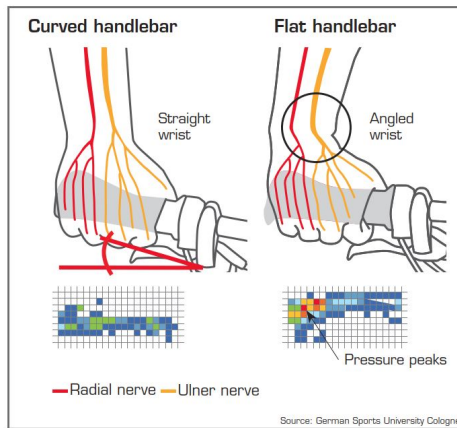 Curved handlebar
Flat handlebar
Straight
wrist
Angled
wrist
Pressure peaks
Radial nerve
Ulner nerve
Source: German Sports University Cologne